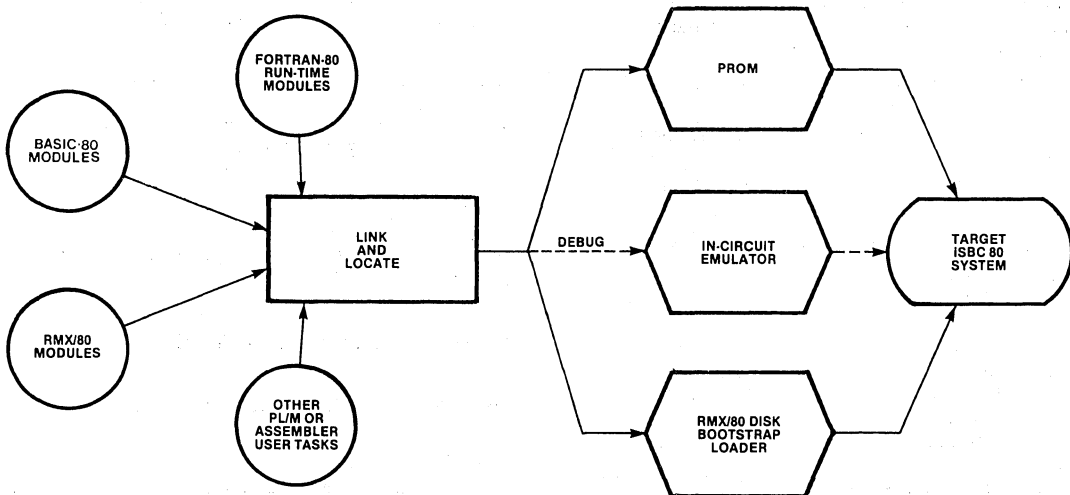 FORTRAN-80
RUN-TIME
MODULES
BASIC-80
MODULES
RMX/80
MODULES
OTHER
PL/M OR
ASSEMBLER
USER TASKS
LINK
AND
LOCATE
DEBUG
PROM
IN-CIRCUIT
EMULATOR
RMX/80 DISK
BOOTSTRAP
LOADER
TARGET
iSBC 80
SYSTEM